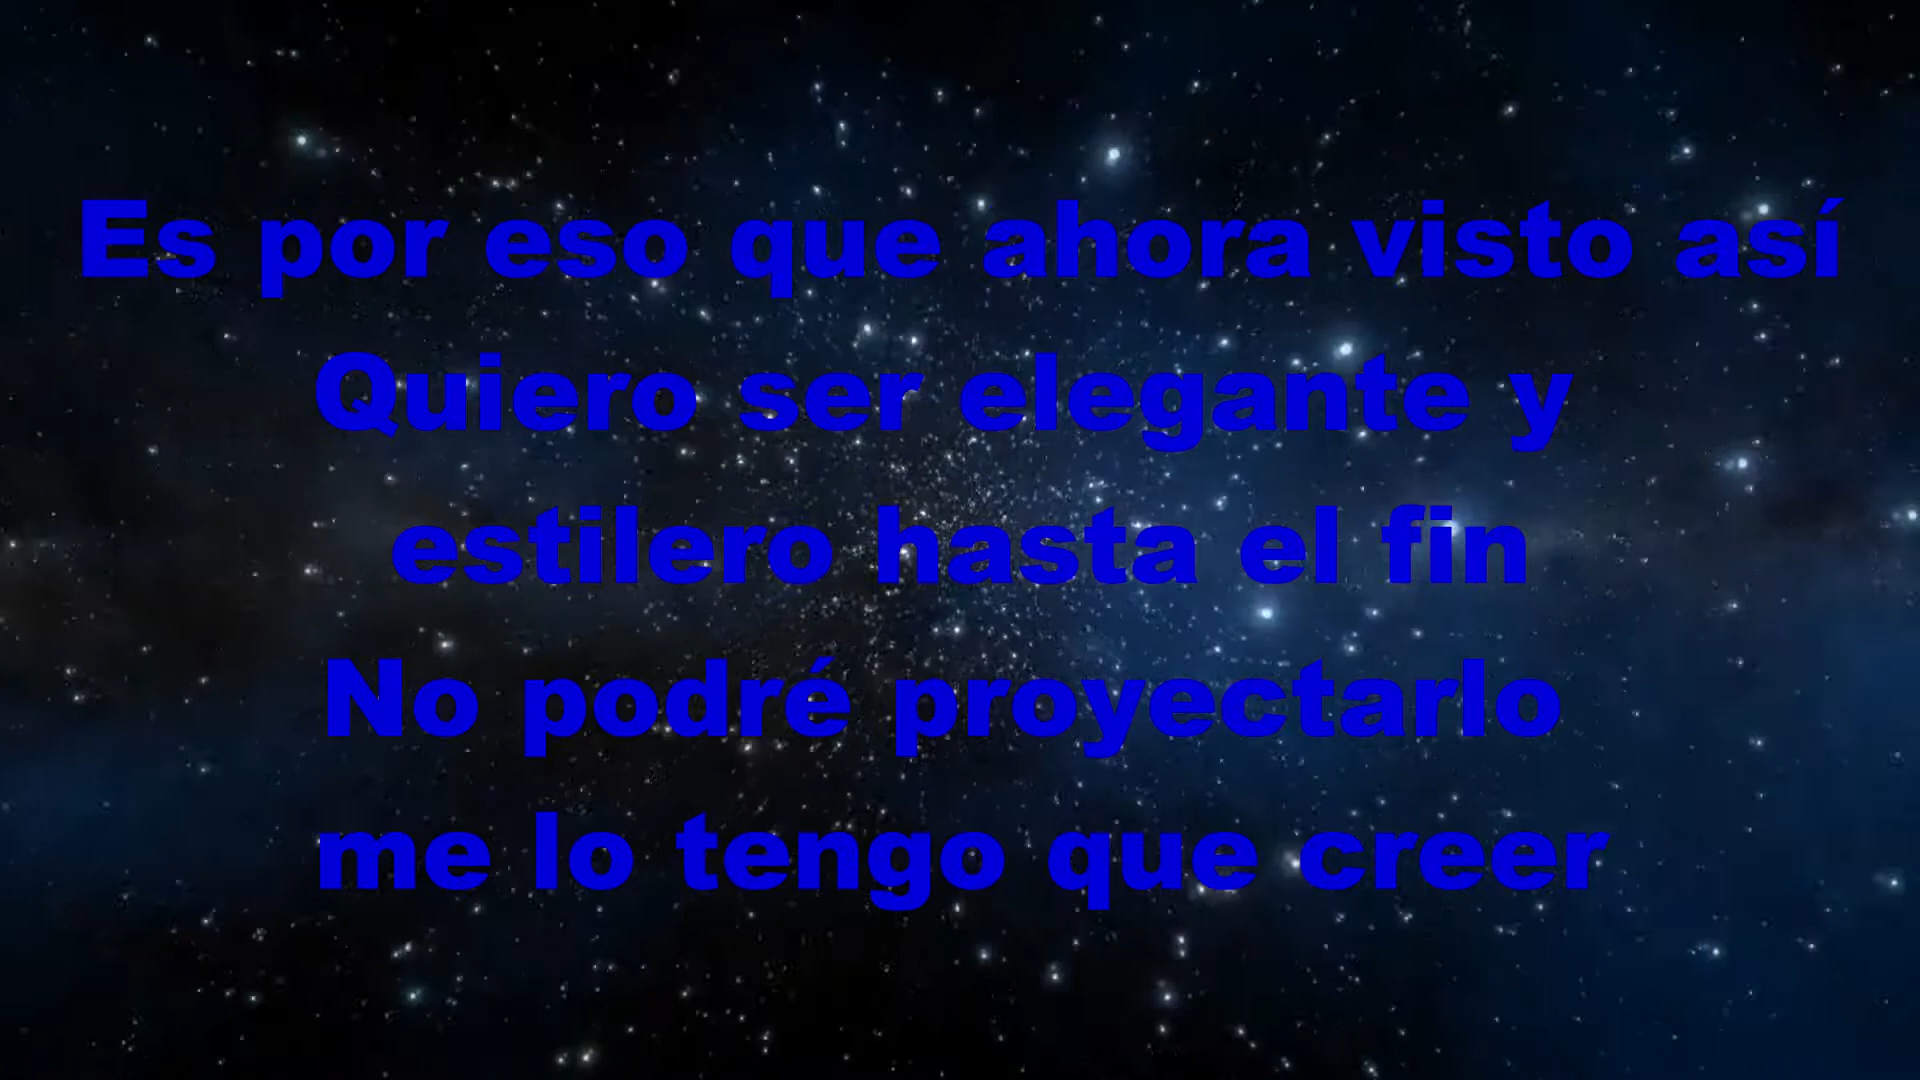 Es por eso que ahora visto así
Quiero ser elegante y
estilero hasta el fin
No podré proyectarlo
me lo tengo que creer